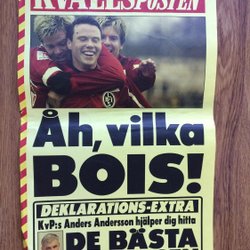 KVÄLLSPOSTEN
Åh, vilka
BOIS!
DEKLARATIONS-EXTRA
KvP:s Anders Andersson hjälper dig hitta
DE BÄSTA